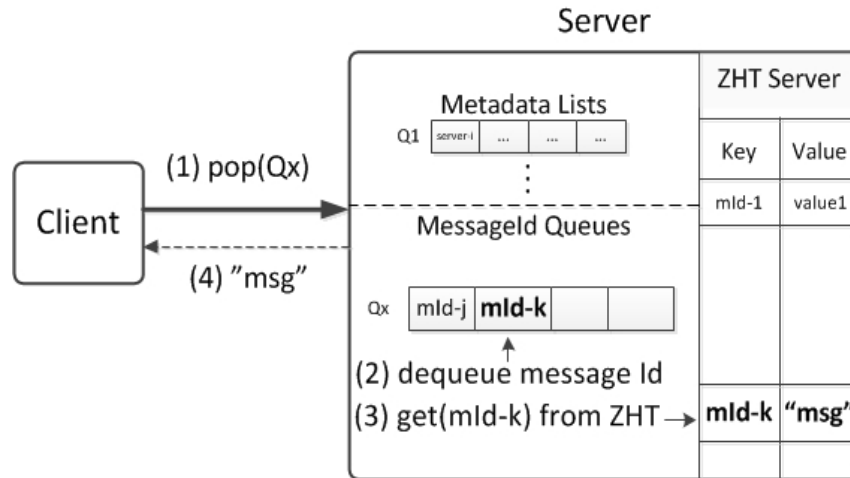 Server
ZHT Server
Metadata Lists
Q1 server-i ... ... ...
Key Value
(1) pop(Qx)
mId-1 value1
Client
MessageId Queues
(4) ”msg”
Qx mId-j mId-k
(2) dequeue message Id
(3) get(mId-k) from ZHT
mId-k “msg”